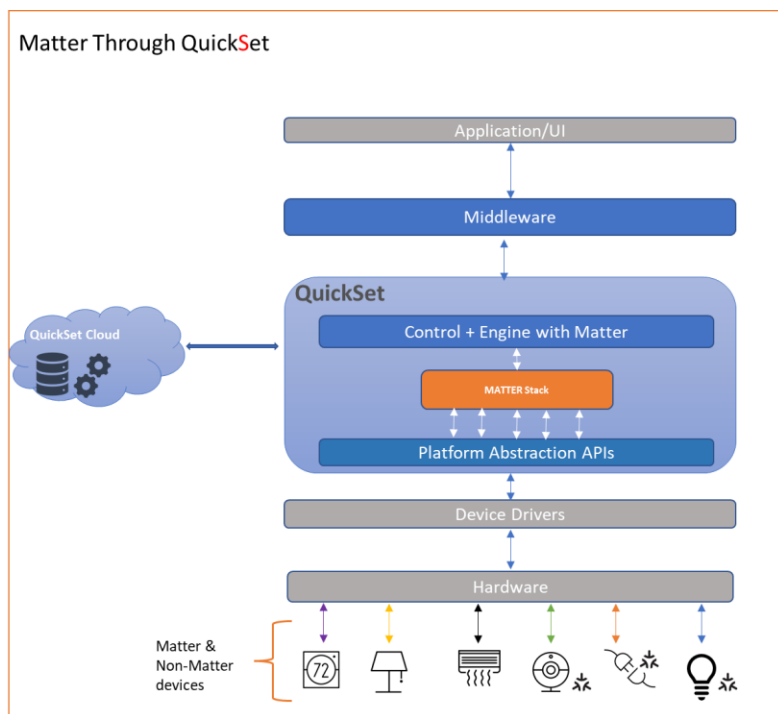 Matter Through QuickSet
Application/UI
Middleware
QuickSet
QuickSet Cloud
Control + Engine with Matter
MATTER Stack
Platform Abstraction APIs
Device Drivers
Hardware
Matter &
Non-Matter
devices
72